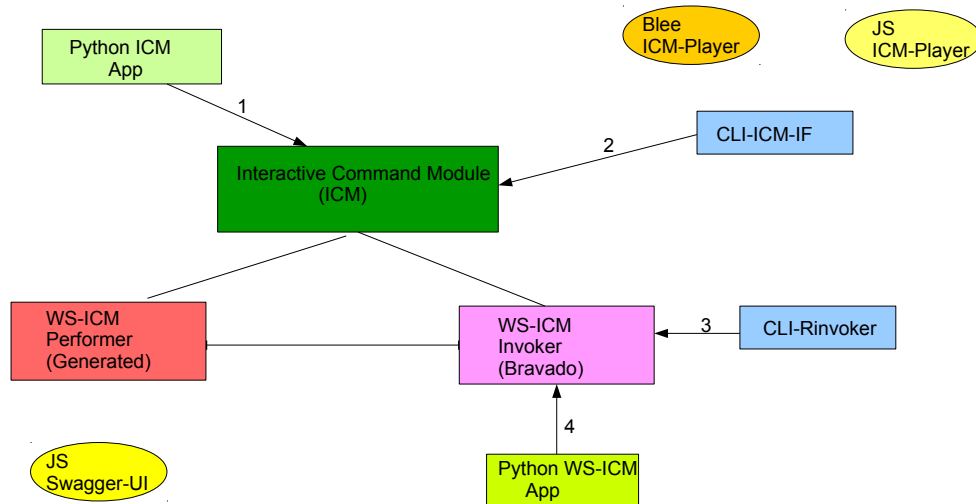 Blee
ICM-Player
JS
ICM-Player
Python ICM
App
1
2
CLI-ICM-IF
Interactive Command Module
(ICM)
WS-ICM
Performer
(Generated)
WS-ICM
Invoker
(Bravado)
3
CLI-Rinvoker
4
JS
Swagger-UI
Python WS-ICM
App